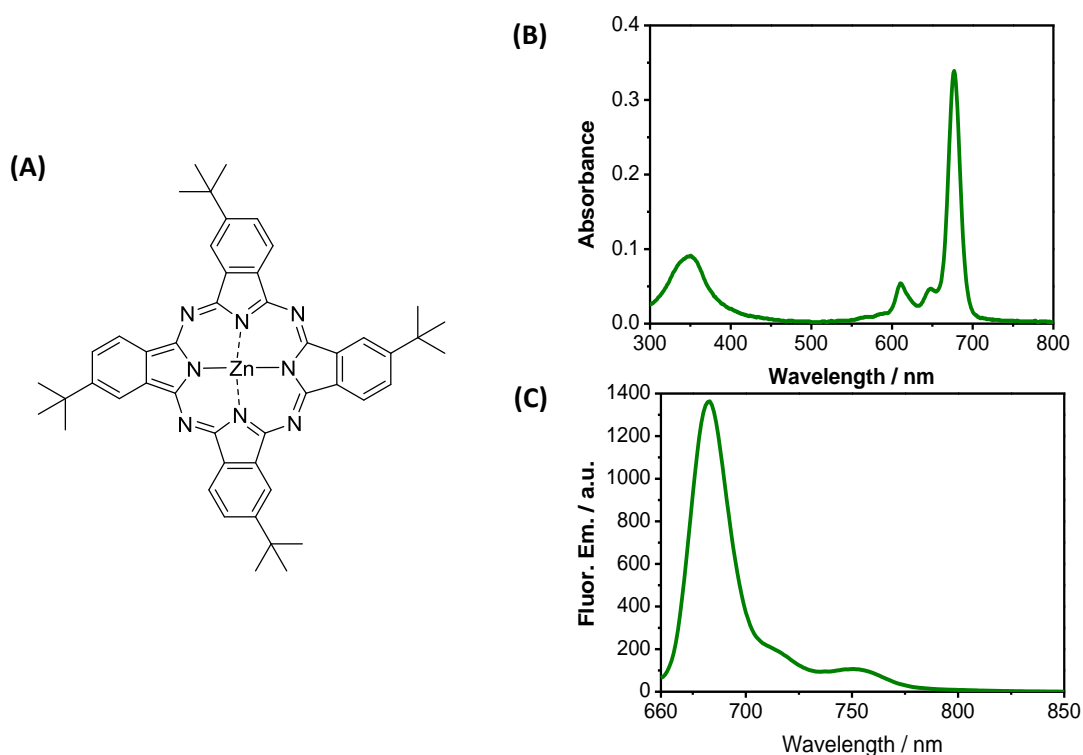 (A)
N
N
N
N
Zn
N
N
N
N
(B)
Absorbance
0.4
0.3
0.2
0.1
0.0
300 400 500 600 700 800
Wavelength / nm
(C)
Fluor. Em. / a.u.
1400
1200
1000
800
600
400
200
0
660 700 750 800 850
Wavelength / nm